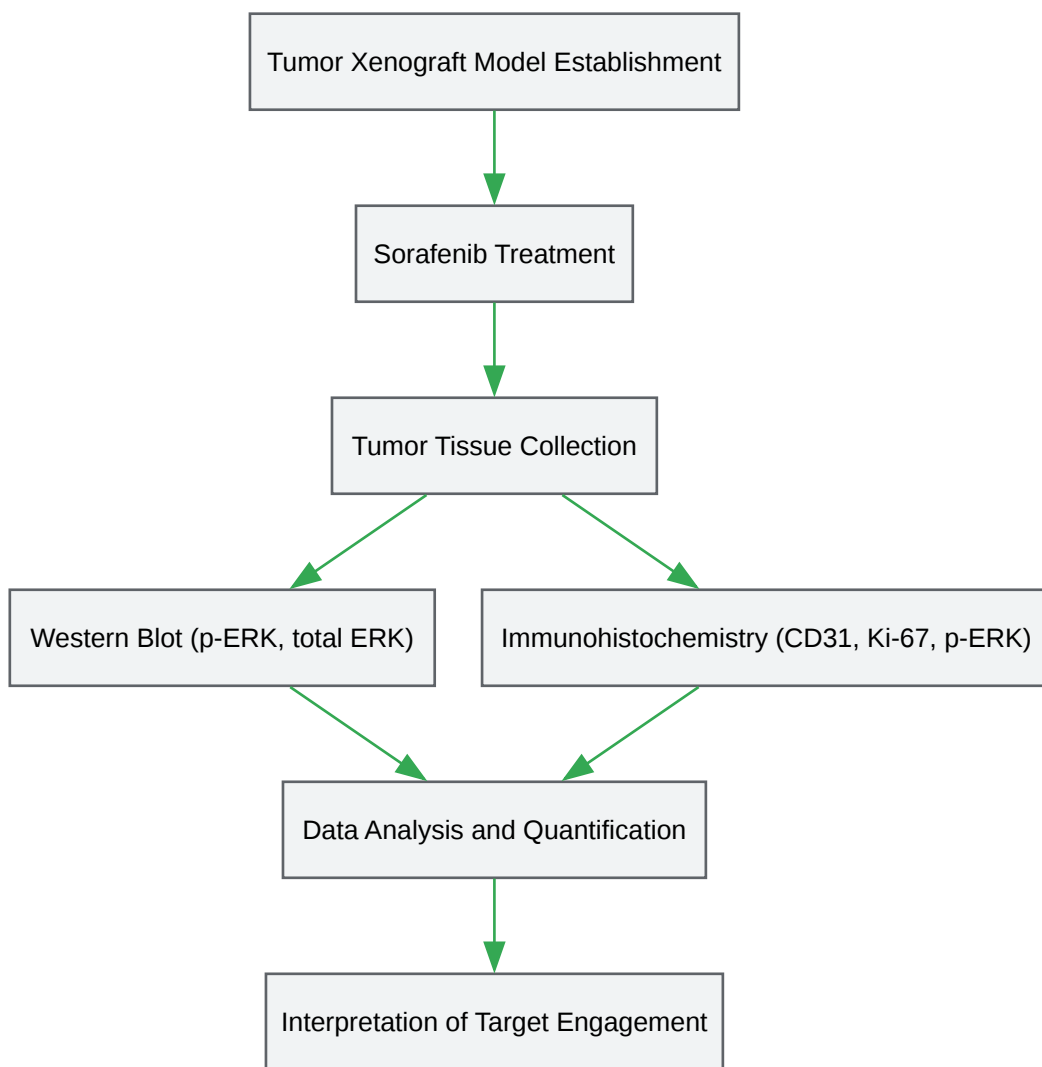 Tumor Xenograft Model Establishment
Sorafenib Treatment
Tumor Tissue Collection
Western Blot (p-ERK, total ERK)
Immunohistochemistry (CD31, Ki-67, p-ERK)
Data Analysis and Quantification
Interpretation of Target Engagement